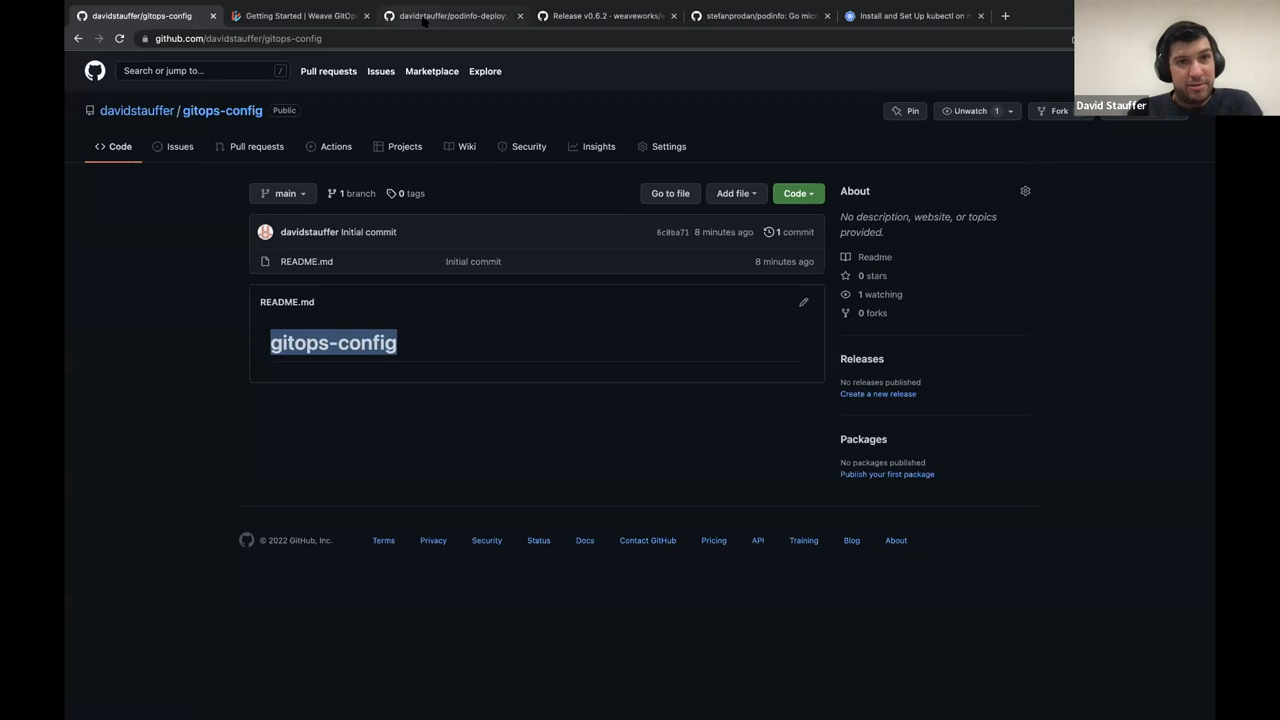 davidstauffer/gitops-config
Getting Started | Weave GitOp
davidstauffer/podinfo-deploy:
Release v0.6.2 · weaveworks/w
stefanprodan/podinfo: Go micr
Install and Set Up kubectl on m
github.com/davidstauffer/gitops-config
Search or jump to...
/
Pull requests
Issues
Marketplace
Explore
David Stauffer
davidstauffer / gitops-config
Public
Pin
Unwatch 1
Fork
<> Code
Issues
Pull requests
Actions
Projects
Wiki
Security
Insights
Settings
main
1 branch
0 tags
Go to file
Add file
Code
davidstauffer Initial commit
6c0ba71 8 minutes ago
1 commit
README.md
Initial commit
8 minutes ago
README.md
gitops-config
About
No description, website, or topics
provided.
Readme
0 stars
1 watching
0 forks
Releases
No releases published
Create a new release
Packages
No packages published
Publish your first package
© 2022 GitHub, Inc.
Terms
Privacy
Security
Status
Docs
Contact GitHub
Pricing
API
Training
Blog
About